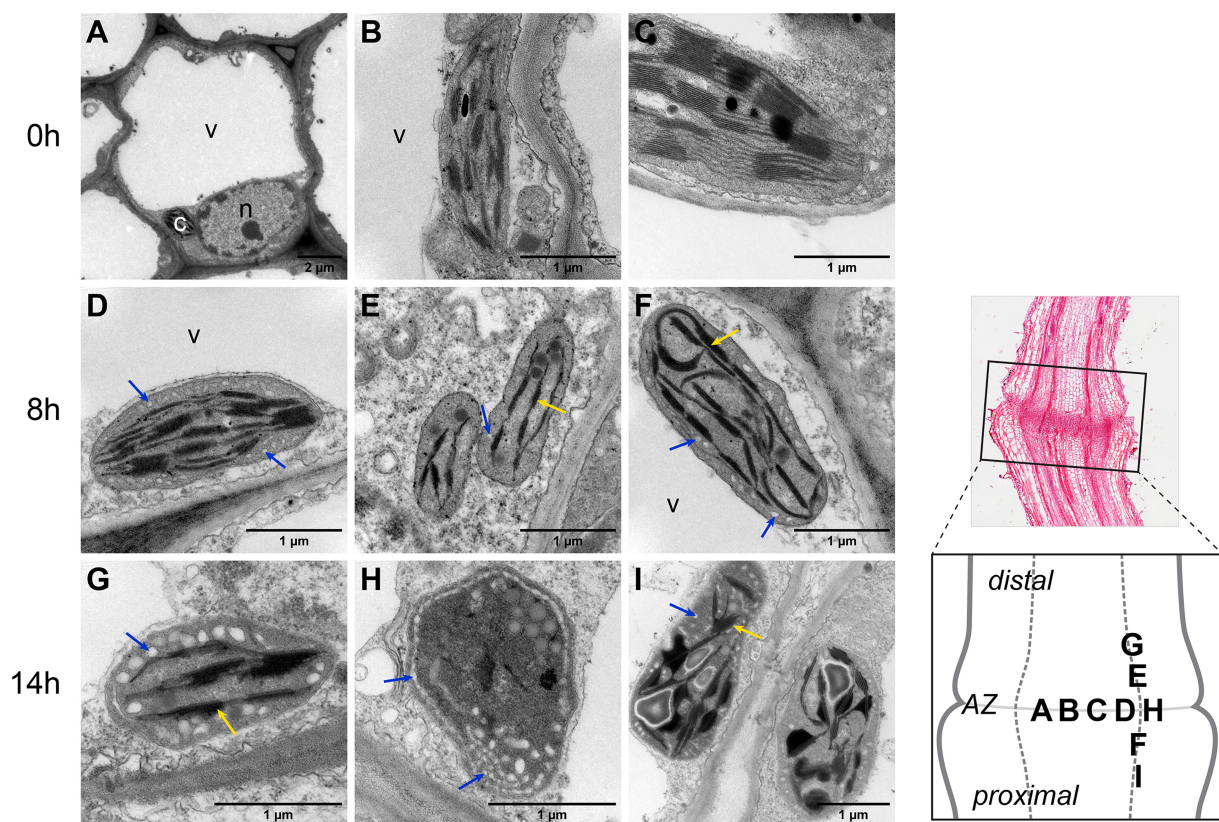 A
B
C
0h
v
c
n
2 µm
v
1 µm
1 µm
D
E
F
8h
v
1 µm
1 µm
v
1 µm
G
H
I
14h
1 µm
1 µm
1 µm
distal
G
E
AZ
A B C D H
F
I
proximal